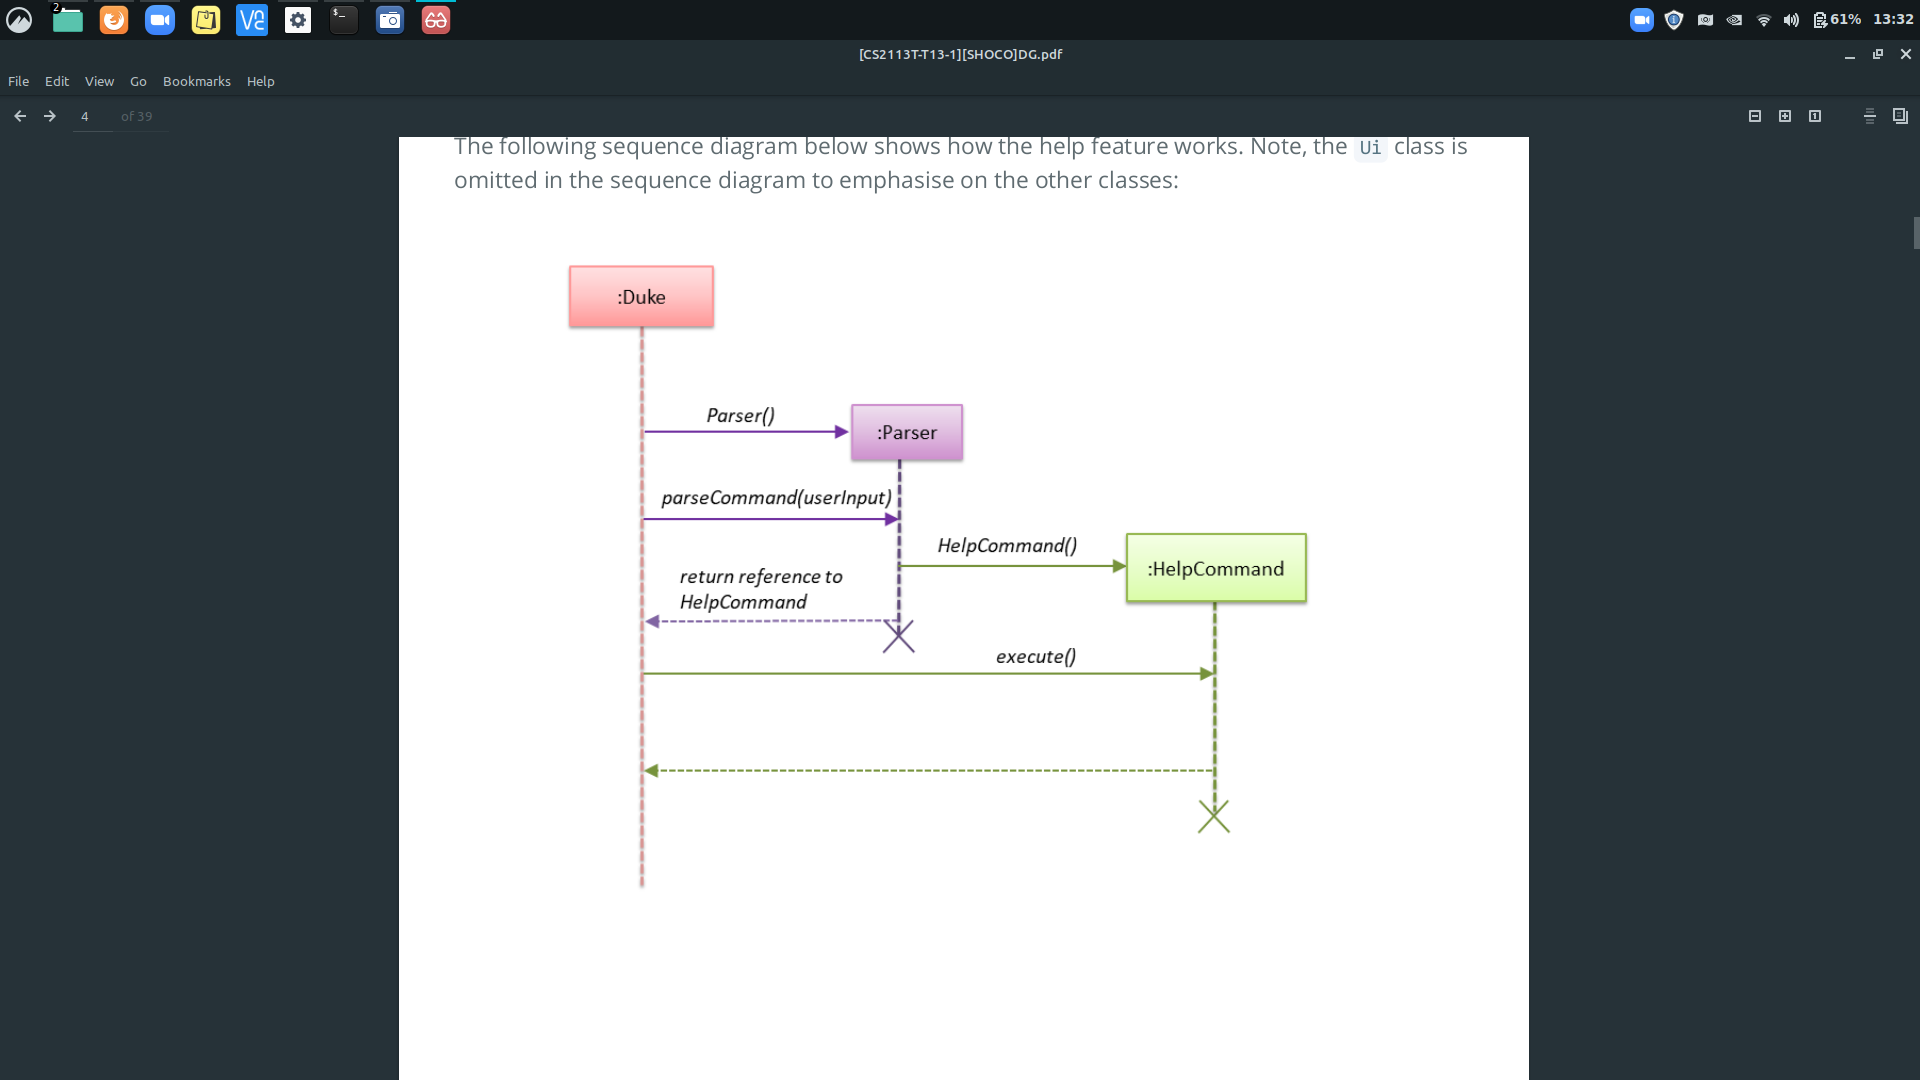 2
$_
61% 13:32
[CS2113T-T13-1][SHOCO]DG.pdf
File Edit View Go Bookmarks Help
4 of 39
The following sequence diagram below shows how the help feature works. Note, the Ui class is
omitted in the sequence diagram to emphasise on the other classes:
:Duke
Parser()
:Parser
parseCommand(userInput)
HelpCommand()
:HelpCommand
return reference to
HelpCommand
execute()